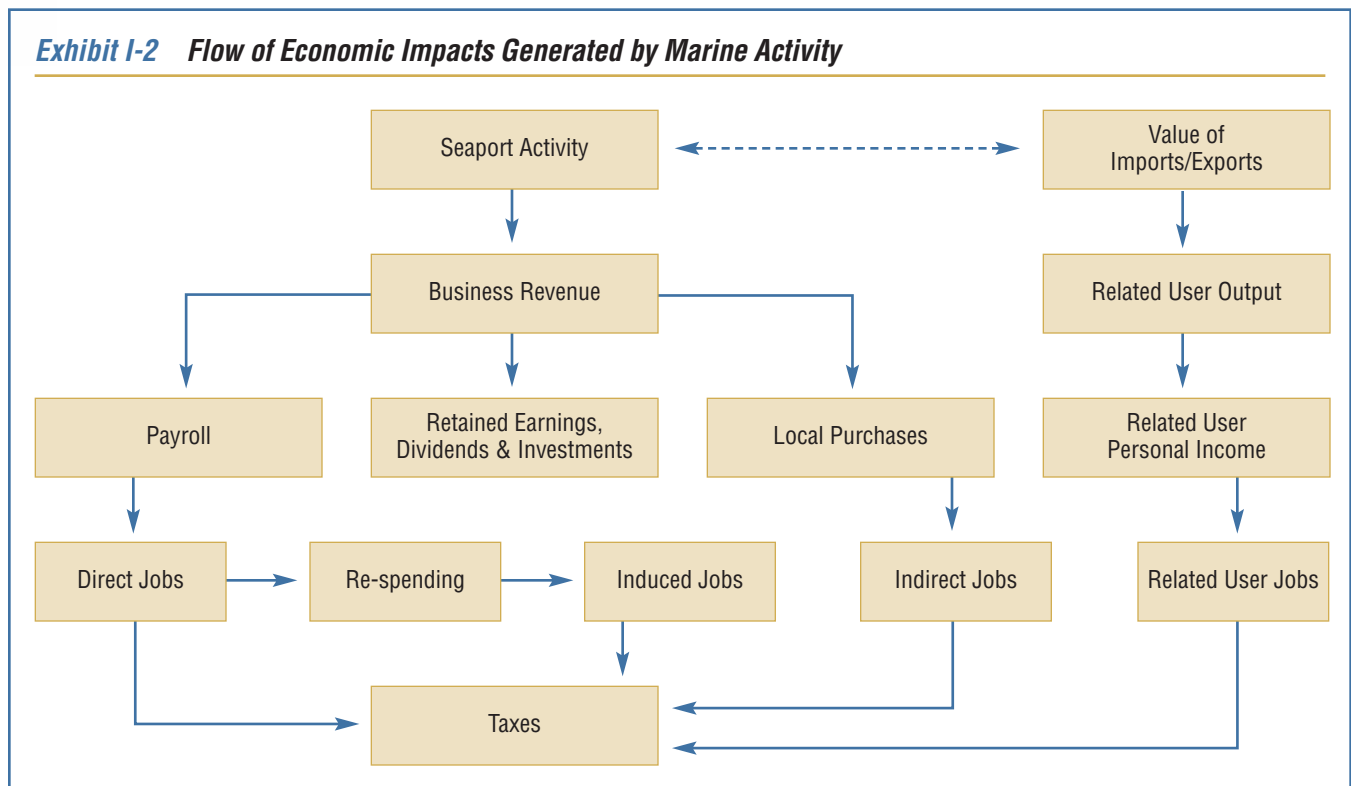 Exhibit I-2 Flow of Economic Impacts Generated by Marine Activity
Seaport Activity
Value of
Imports/Exports
Business Revenue
Related User Output
Payroll
Retained Earnings,
Dividends & Investments
Local Purchases
Related User
Personal Income
Direct Jobs
Re-spending
Induced Jobs
Indirect Jobs
Related User Jobs
Taxes